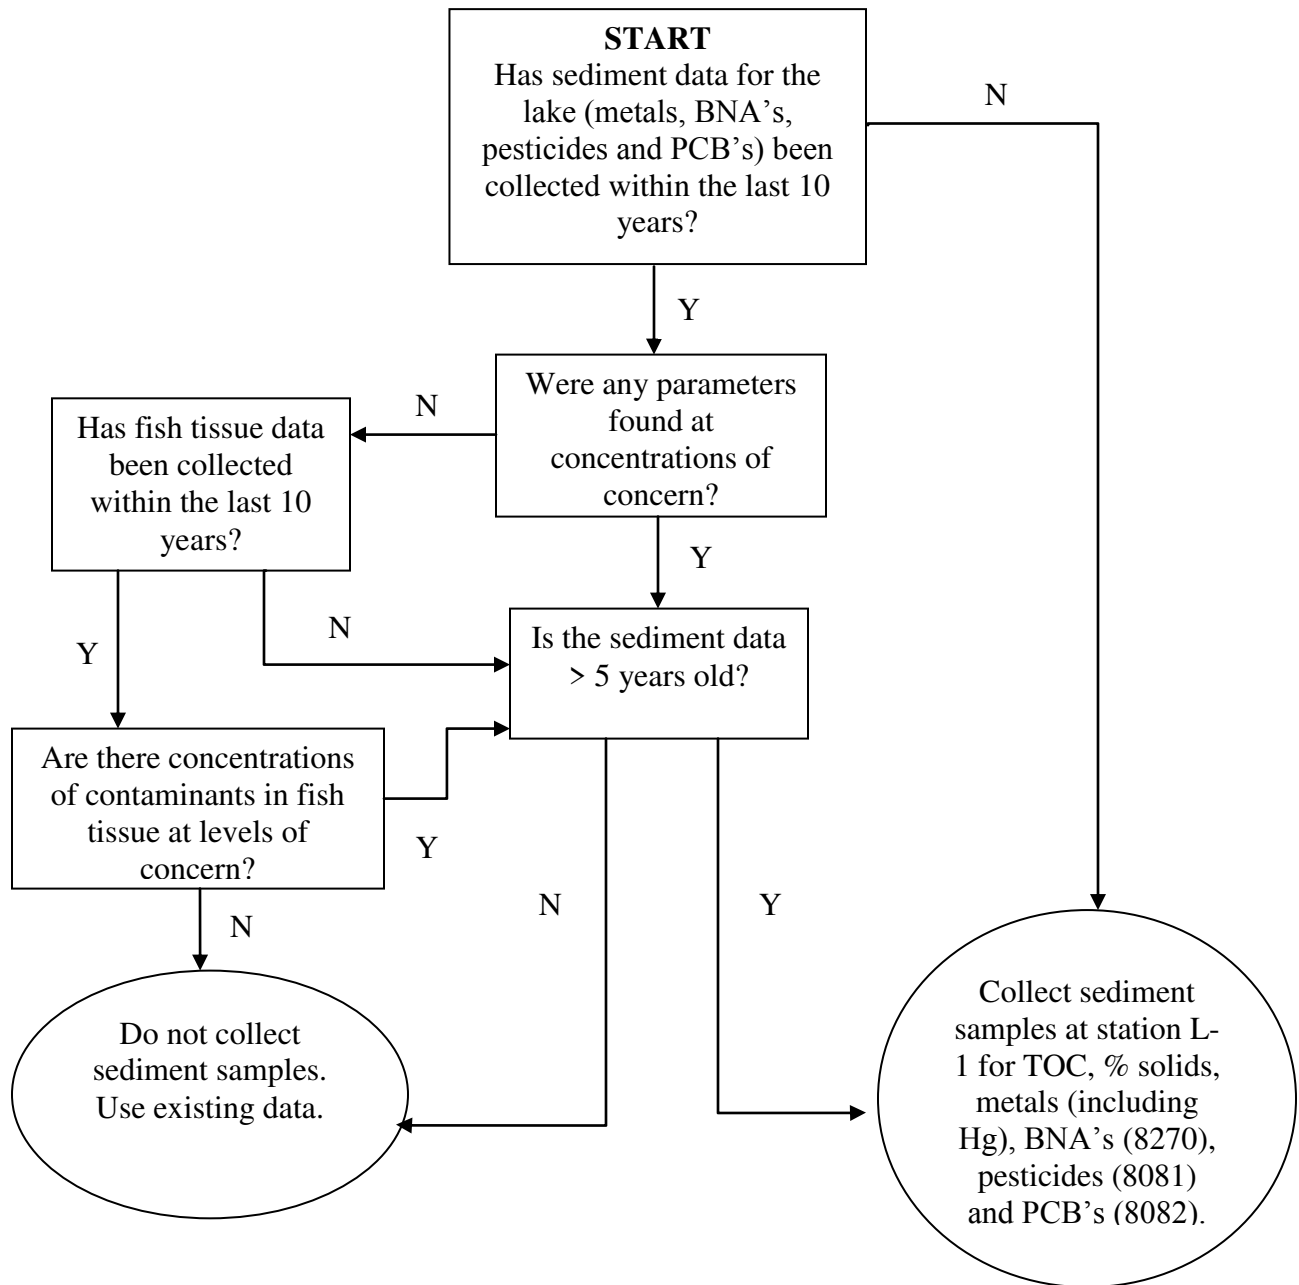 START
Has sediment data for the
lake (metals, BNA’s,
pesticides and PCB’s) been
collected within the last 10
years?
N
Y
Were any parameters
found at
concentrations of
concern?
N
Has fish tissue data
been collected
within the last 10
years?
Y
Is the sediment data
> 5 years old?
N
Y
Are there concentrations
of contaminants in fish
tissue at levels of
concern?
Y
N
N
Y
Do not collect
sediment samples.
Use existing data.
Collect sediment
samples at station L-
1 for TOC, % solids,
metals (including
Hg), BNA’s (8270),
pesticides (8081)
and PCB’s (8082).